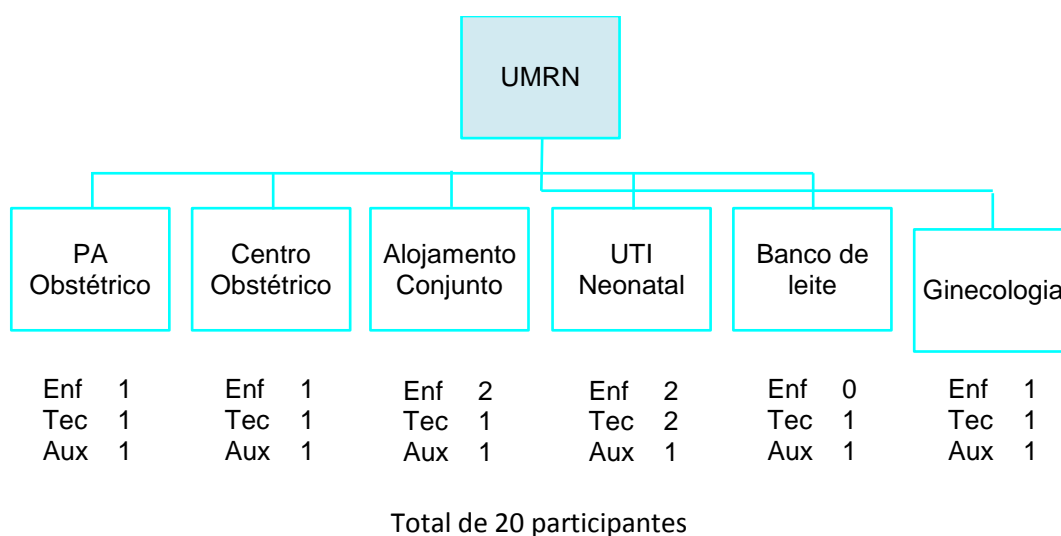 UMRN
PA
Obstétrico
Centro
Obstétrico
Alojamento
Conjunto
UTI
Neonatal
Banco de
leite
Ginecologia
Enf 1
Tec 1
Aux 1
Enf 1
Tec 1
Aux 1
Enf 2
Tec 1
Aux 1
Enf 2
Tec 2
Aux 1
Enf 0
Tec 1
Aux 1
Enf 1
Tec 1
Aux 1
Total de 20 participantes